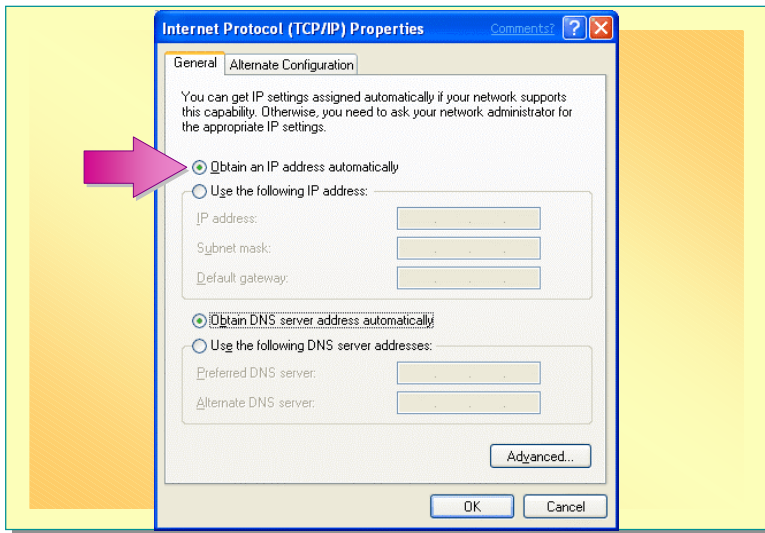 Internet Protocol (TCP/IP) Properties Comments? ?
General Alternate Configuration
You can get IP settings assigned automatically if your network supports
this capability. Otherwise, you need to ask your network administrator for
the appropriate IP settings.
Obtain an IP address automatically
Use the following IP address:
IP address:
Subnet mask:
Default gateway:
Obtain DNS server address automatically
Use the following DNS server addresses:
Preferred DNS server:
Alternate DNS server:
Advanced...
OK Cancel